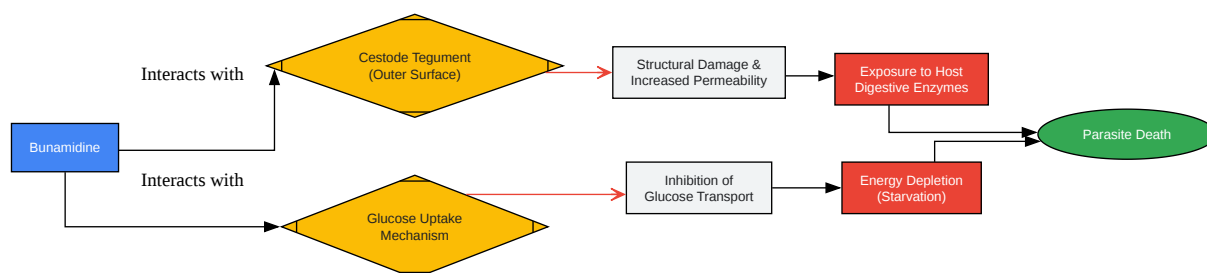 Bunamidine
Interacts with
Interacts with
Cestode Tegument
(Outer Surface)
Structural Damage &
Increased Permeability
Exposure to Host
Digestive Enzymes
Parasite Death
Glucose Uptake
Mechanism
Inhibition of
Glucose Transport
Energy Depletion
(Starvation)